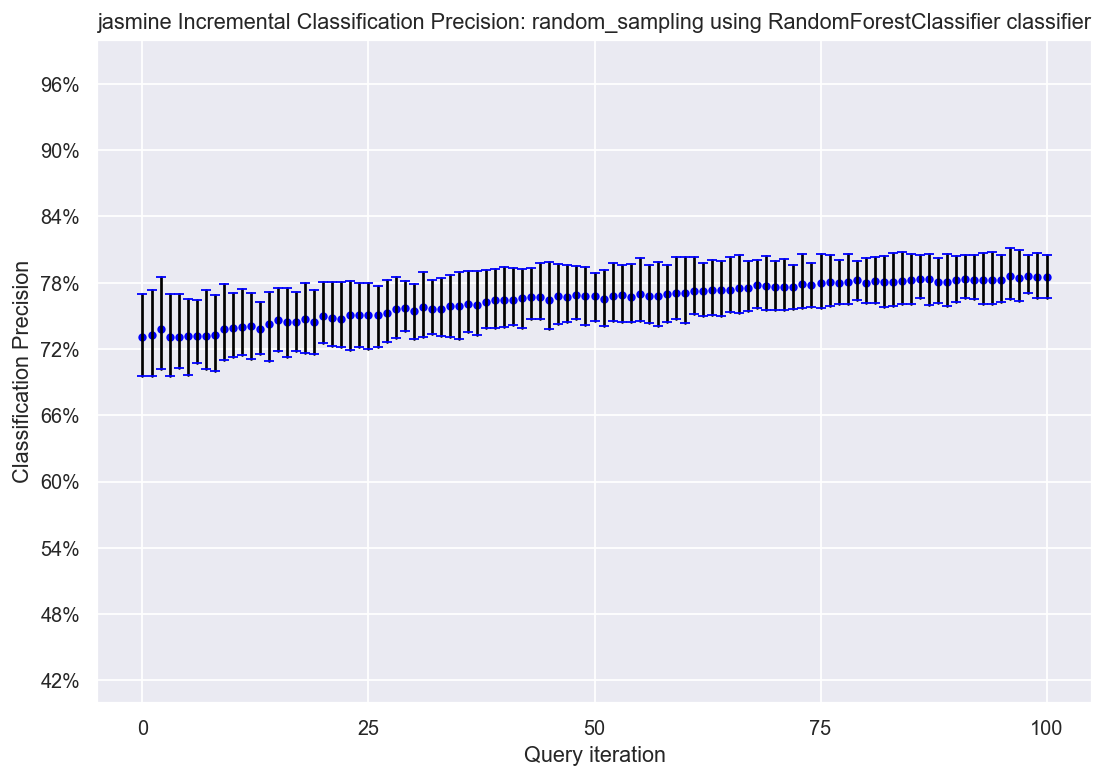 jasmine Incremental Classification Precision: random_sampling using RandomForestClassifier classifier
96%
90%
84%
78%
72%
66%
60%
54%
48%
42%
Classification Precision
0 25 50 75 100
Query iteration